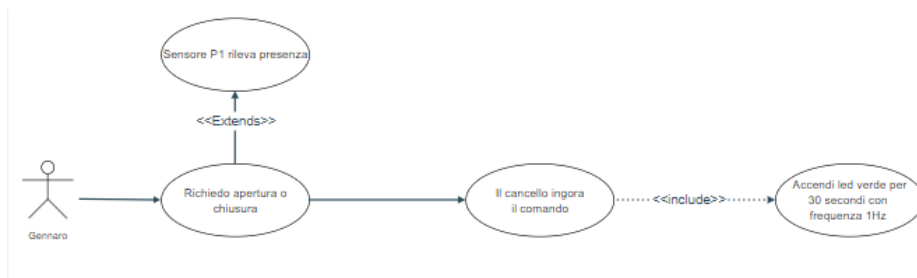 Sensore P1 rileva presenza
<<Extends>>
Richiedo apertura o
chiusura
Il cancello ingora
il comando
<<include>>
Accendi led verde per
30 secondi con
frequenza 1Hz
Gennaro